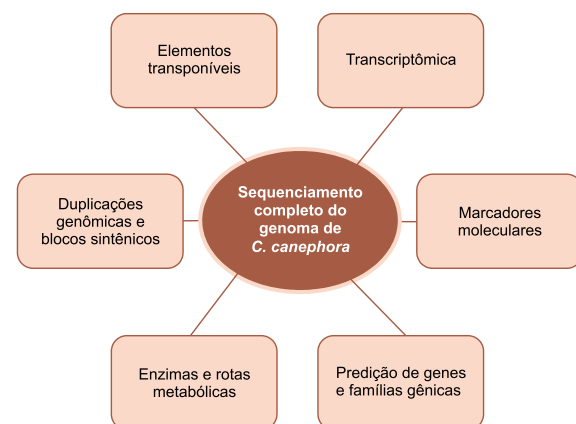 Elementos
transponíveis
Transcriptômica
Sequenciamento
completo do
genoma de
C. canephora
Duplicações
genômicas e
blocos sintênicos
Marcadores
moleculares
Enzimas e rotas
metabólicas
Predição de genes
e famílias gênicas